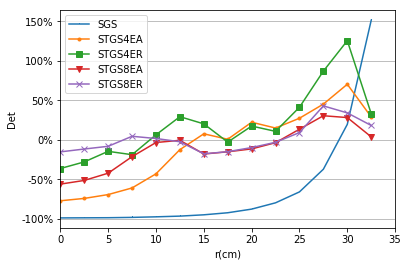 150%
100%
50%
0%
-50%
-100%
Det
SGS
STGS4EA
STGS4ER
STGS8EA
STGS8ER
0 5 10 15 20 25 30 35
r(cm)